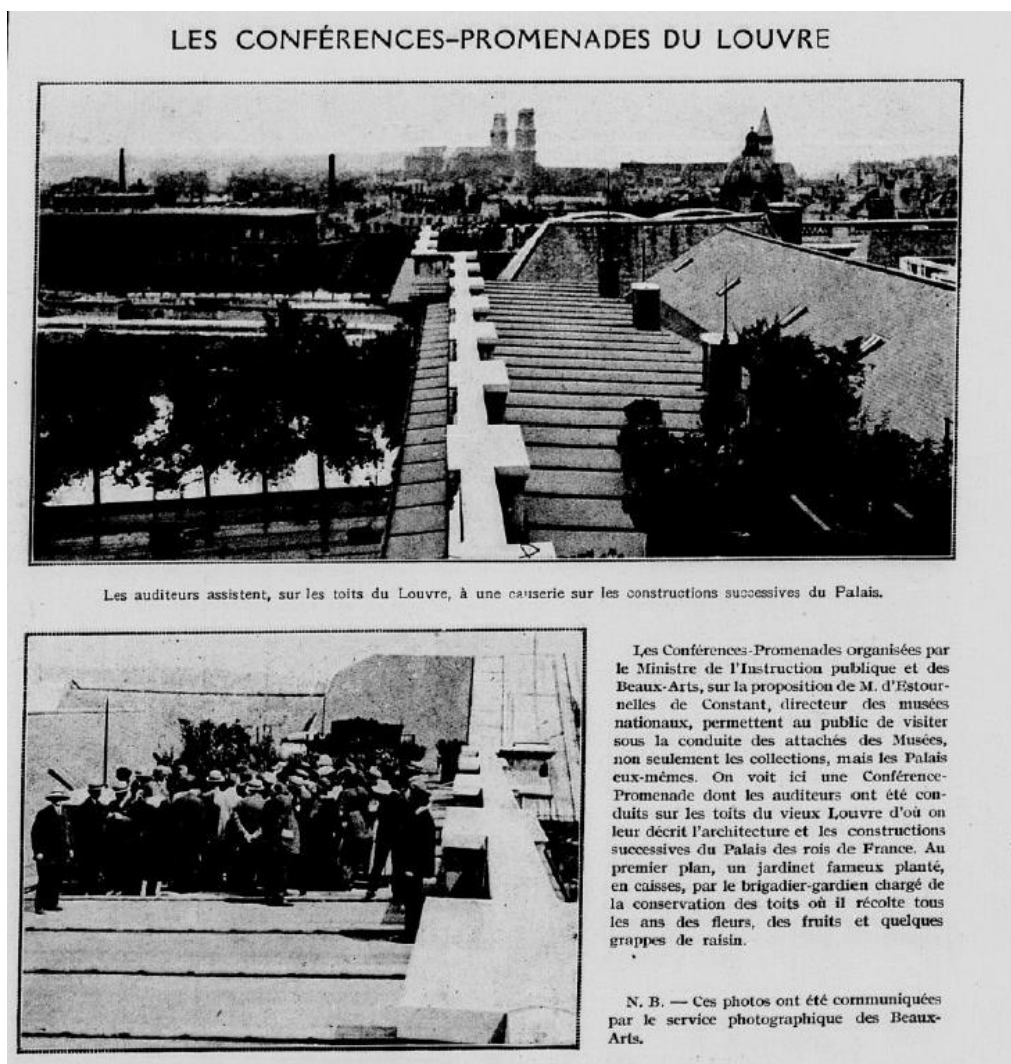 LES CONFÉRENCES-PROMENADES DU LOUVRE
Les auditeurs assistent, sur les toits du Louvre, à une causerie sur les constructions successives du Palais.
Les Conférences-Promenades organisées par
le Ministre de l'Instruction publique et des
Beaux-Arts, sur la proposition de M. d'Estour-
nelles de Constant, directeur des musées
nationaux, permettent au public de visiter
sous la conduite des attachés des Musées,
non seulement les collections, mais les Palais
eux-mêmes. On voit ici une Conférence-
Promenade dont les auditeurs ont été con-
duits sur les toits du vieux Louvre d'où on
leur décrit l'architecture et les constructions
successives du Palais des rois de France. Au
premier plan, un jardinet fameux planté,
en caisses, par le brigadier-gardien chargé de
la conservation des toits où il récolte tous
les ans des fleurs, des fruits et quelques
grappes de raisin.
N. B. — Ces photos ont été communiquées
par le service photographique des Beaux-
Arts.